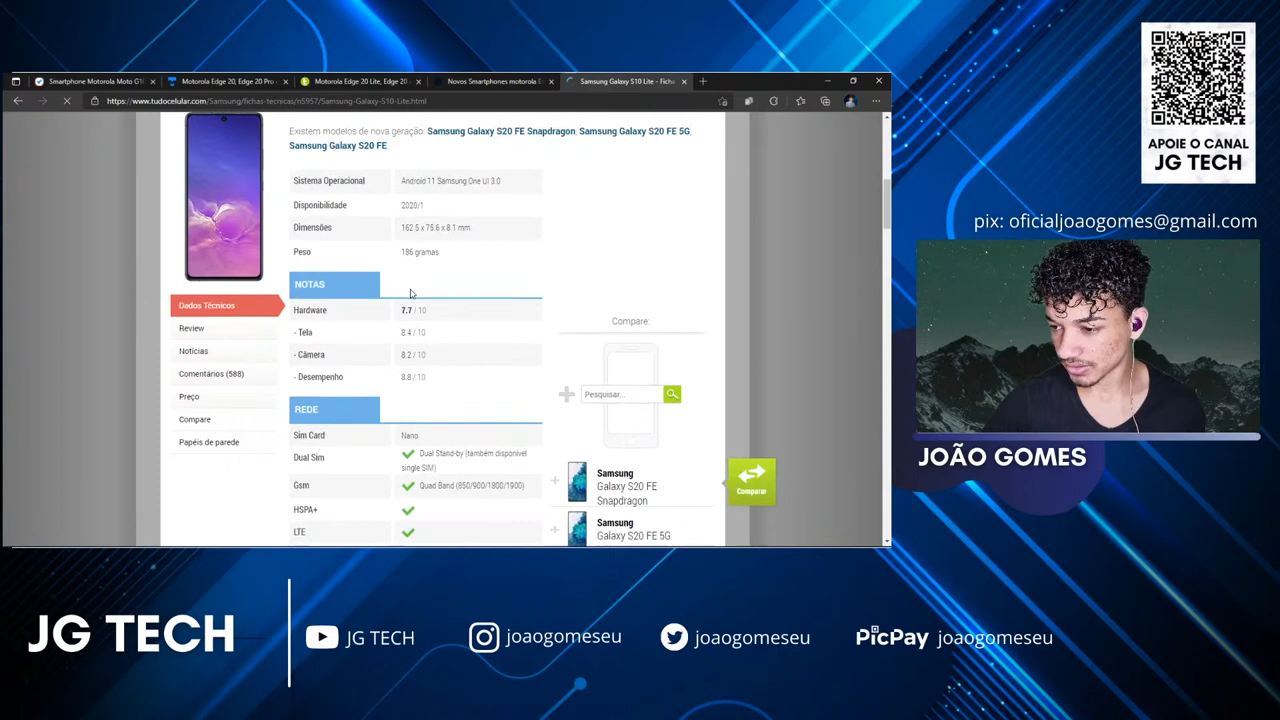 Smartphone Motorola Moto G1
Motorola Edge 20, Edge 20 Pro
Motorola Edge 20 Lite, Edge 20
Novos Smartphones motorola E
Samsung Galaxy S10 Lite - Fich
https://www.tudocelular.com/Samsung/fichas-tecnicas/n5957/Samsung-Galaxy-S10-Lite.html
Existem modelos de nova geração: Samsung Galaxy S20 FE Snapdragon, Samsung Galaxy S20 FE 5G,
Samsung Galaxy S20 FE
Sistema Operacional Android 11 Samsung One UI 3.0
Disponibilidade 2020/1
Dimensões 162.5 x 75.6 x 8.1 mm
Peso 186 gramas
NOTAS
Hardware 7.7 / 10
- Tela 8.4 / 10
- Câmera 8.2 / 10
- Desempenho 8.8 / 10
REDE
Sim Card Nano
Dual Sim Dual Stand-by (também disponível
single SIM)
Gsm Quad Band (850/900/1800/1900)
HSPA+
LTE
Dados Técnicos
Review
Notícias
Comentários (588)
Preço
Compare
Papéis de parede
Compare:
Pesquisar...
Samsung
Galaxy S20 FE
Snapdragon
Samsung
Galaxy S20 FE 5G
Comparar
APOIE O CANAL
JG TECH
pix: oficialjoaogomes@gmail.com
JOÃO GOMES
JG TECH
JG TECH
joaogomeseu
joaogomeseu
PicPay joaogomeseu